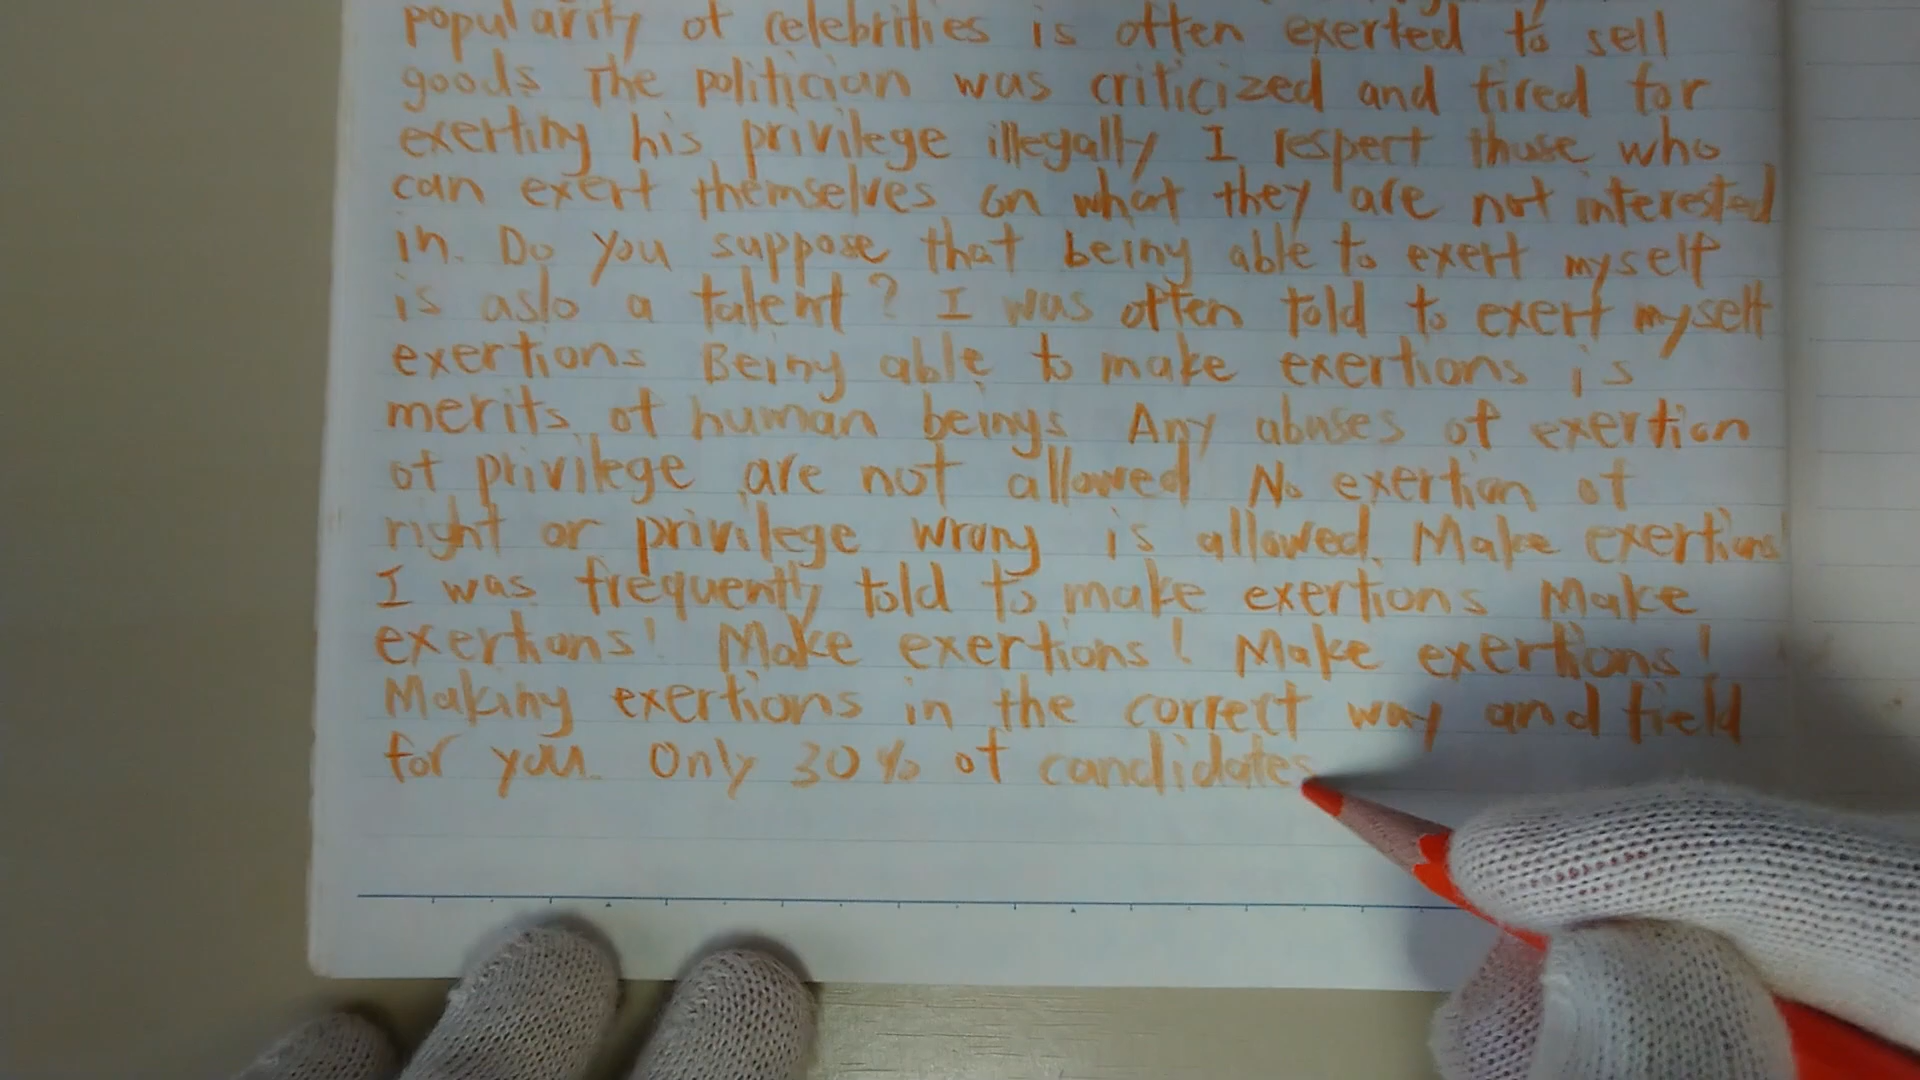 popularity of celebrities is often exerted to sell
goods The politician was criticized and fired for
exerting his privilege illegally I respect those who
can exert themselves on what they are not interested
in. Do you suppose that being able to exert myself
is aslo a talent? I was often told to exert myself
exertions Being able to make exertions is
merits of human beings Any abuses of exertion
of privilege are not allowed No exertion of
right or privilege wrong is allowed. Make exertions
I was frequently told to make exertions Make
exertions! Make exertions! Make exertions!
Making exertions in the correct way and field
for you. Only 30% of candidates